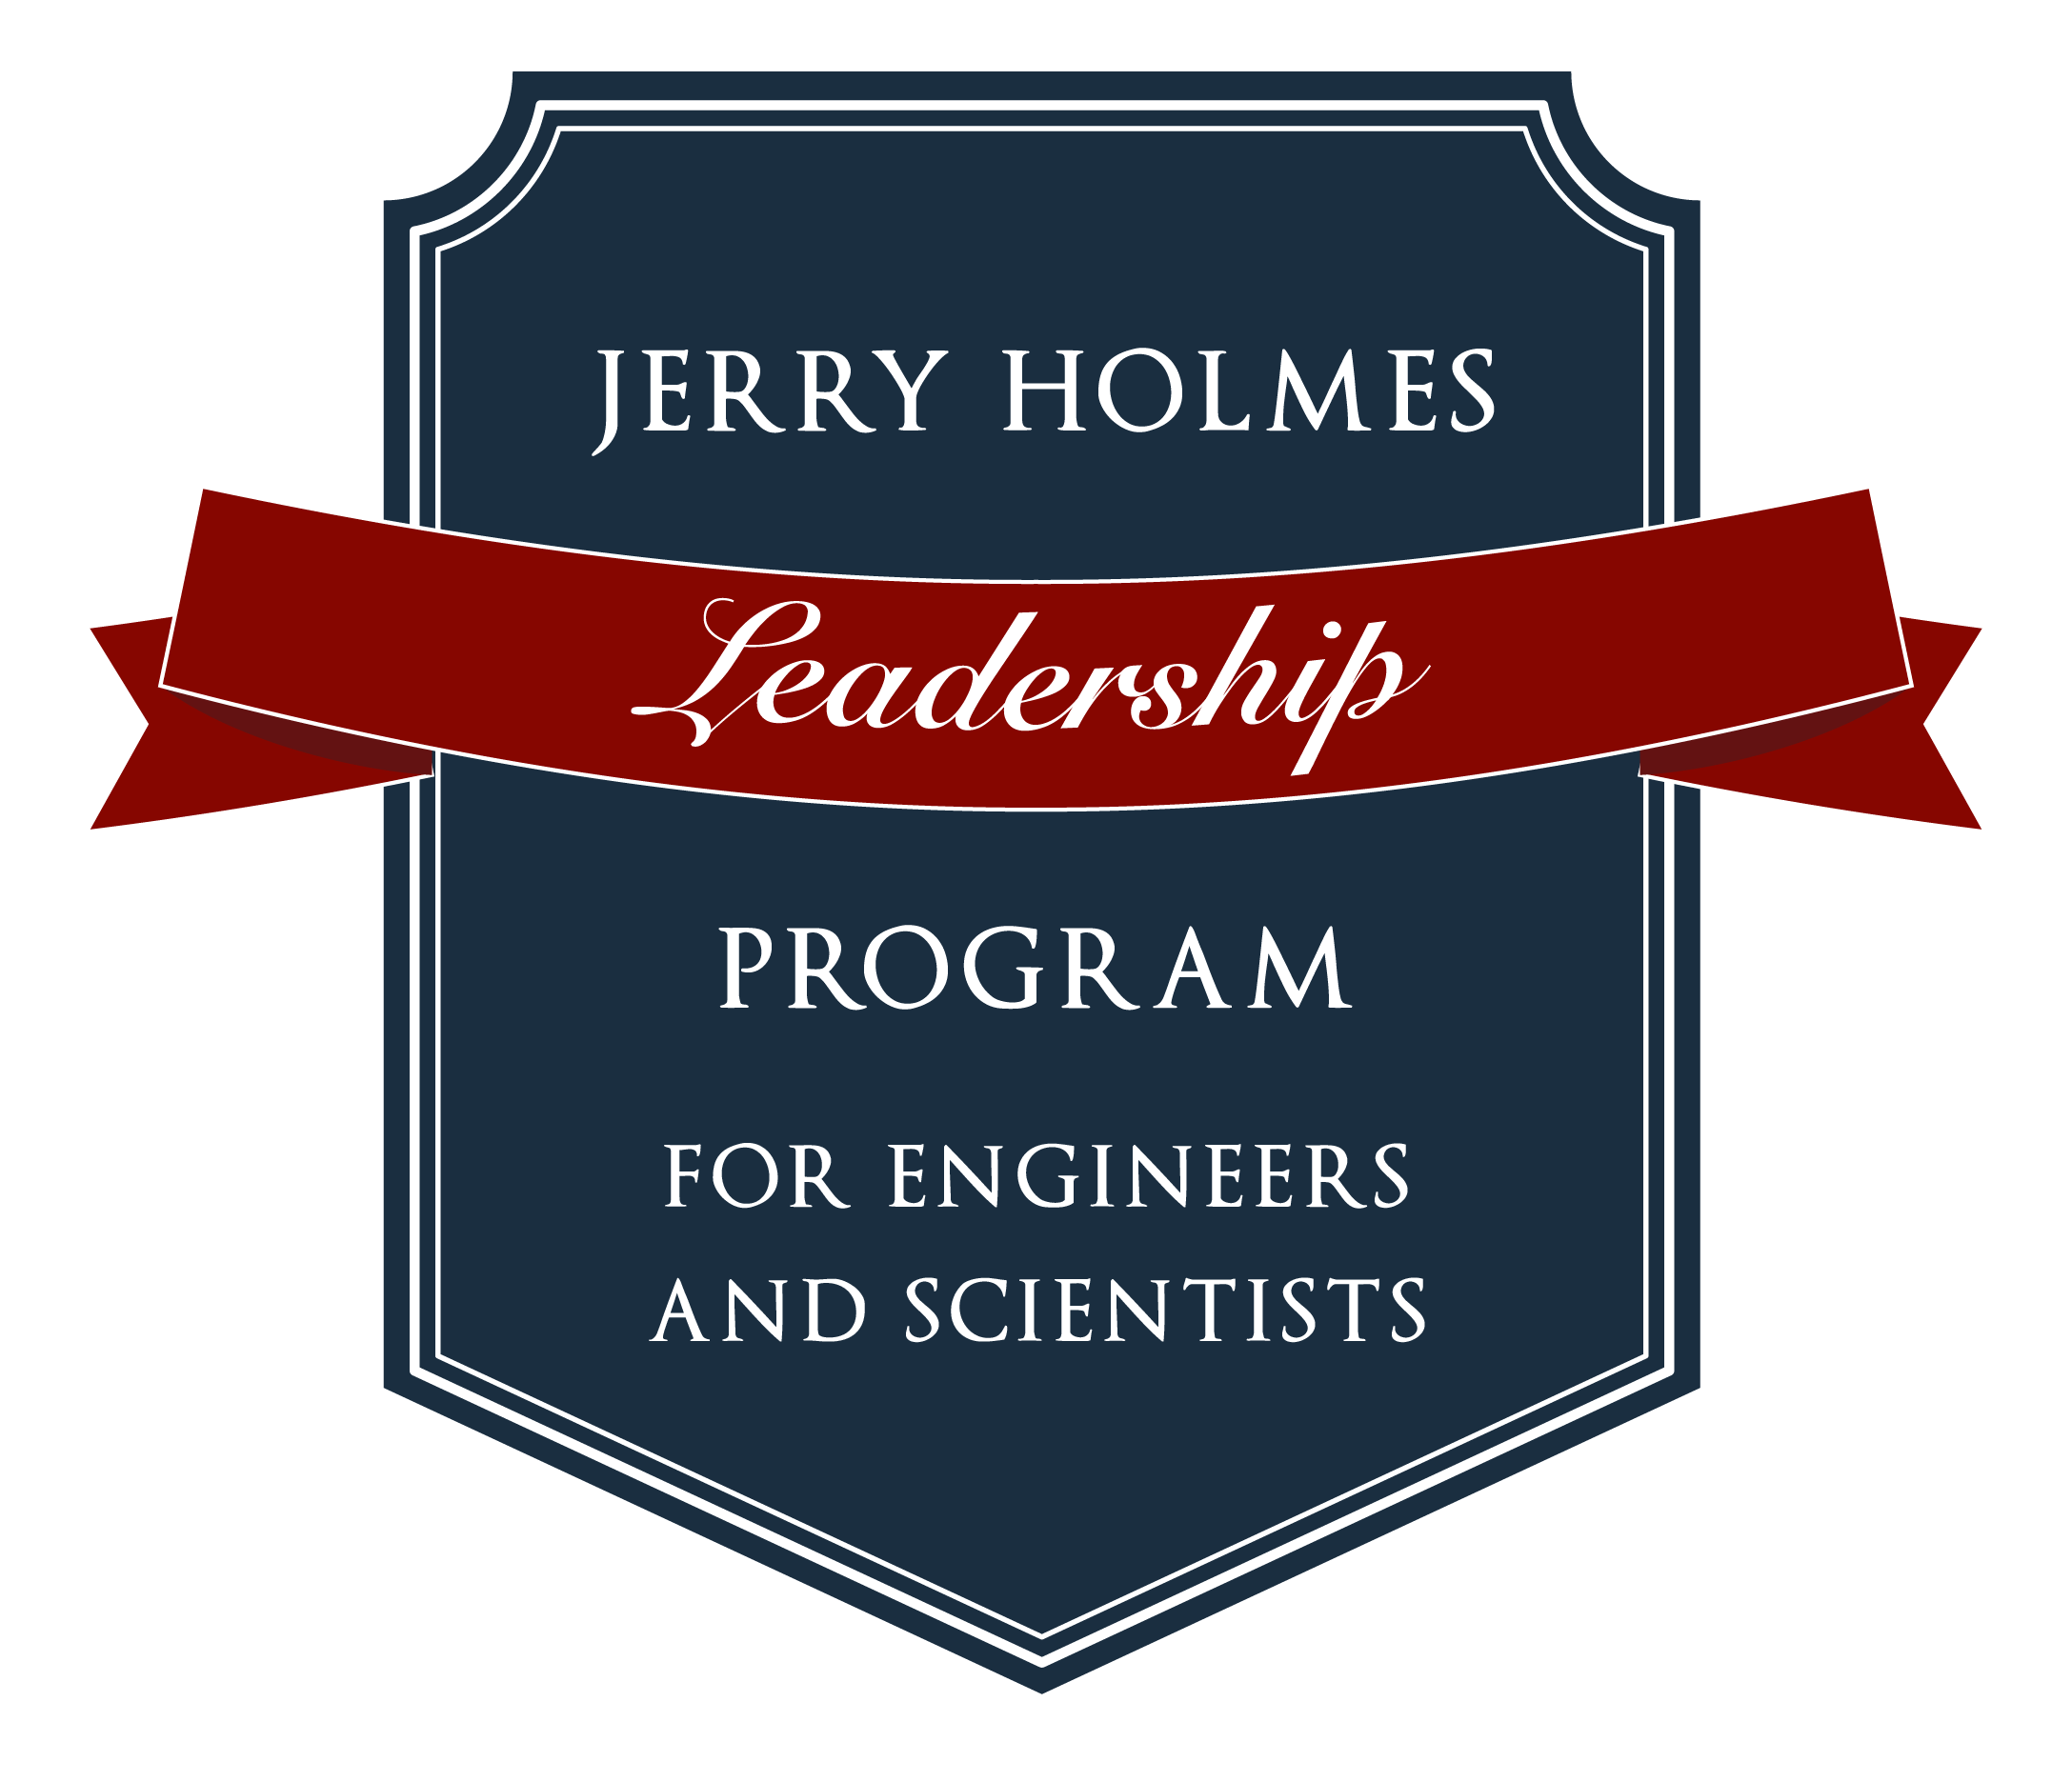 JERRY HOLMES
Leadership
PROGRAM
FOR ENGINEERS
AND SCIENTISTS